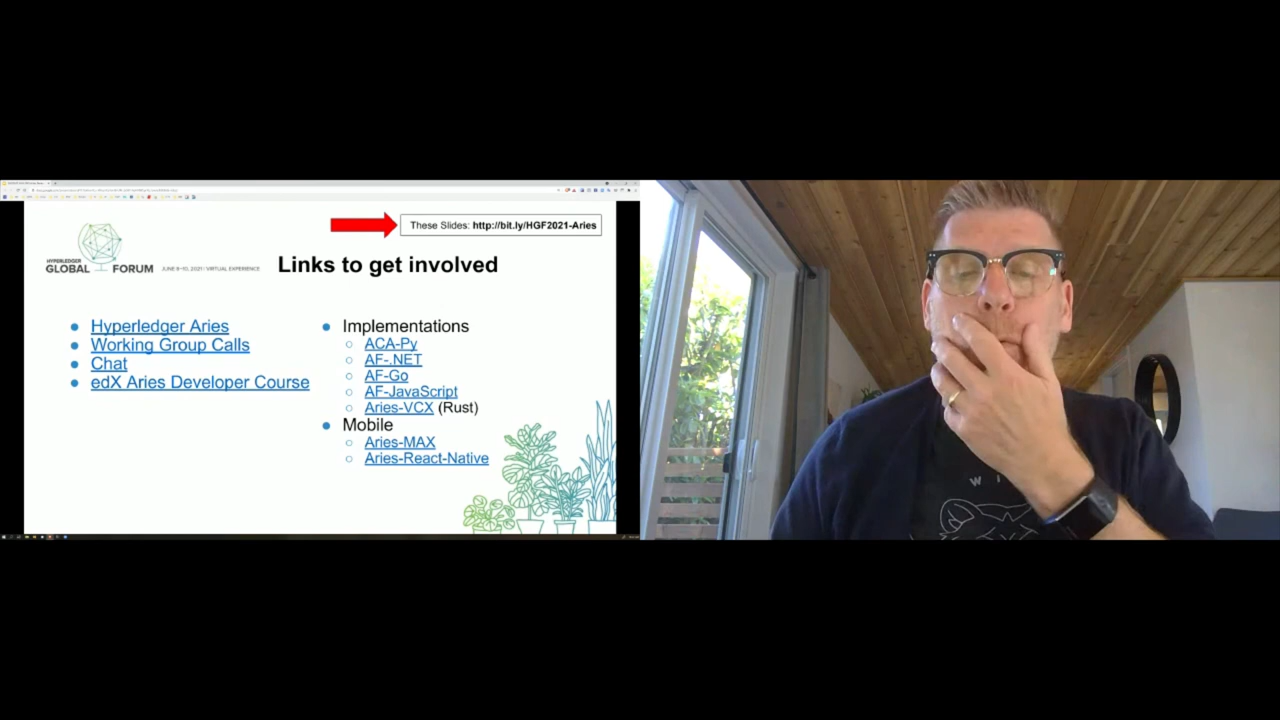 These Slides: http://bit.ly/HGF2021-Aries
HYPERLEDGER
GLOBAL FORUM
JUNE 8-10, 2021 | VIRTUAL EXPERIENCE
Links to get involved
Hyperledger Aries
Working Group Calls
Chat
edX Aries Developer Course
Implementations
ACA-Py
AF-.NET
AF-Go
AF-JavaScript
Aries-VCX (Rust)
Mobile
Aries-MAX
Aries-React-Native
W I